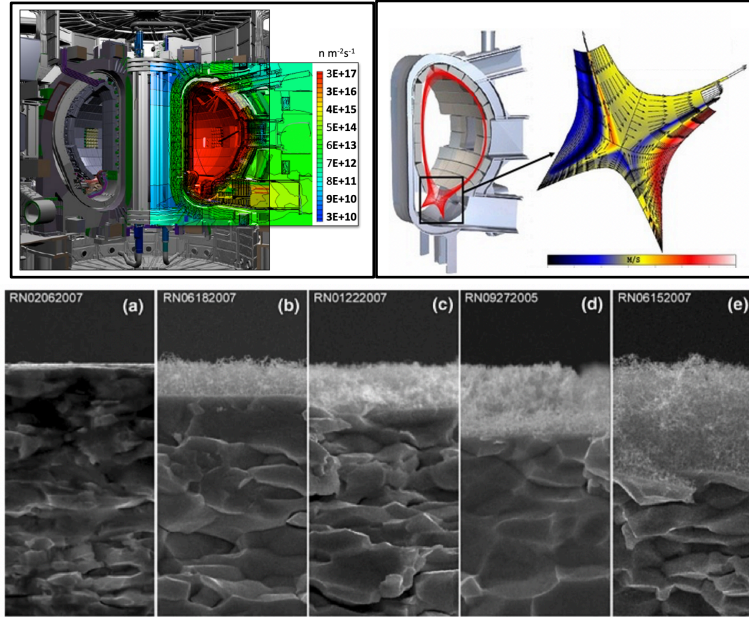 n m⁻²s⁻¹
3E+17
3E+16
4E+15
5E+14
6E+13
7E+12
8E+11
9E+10
3E+10
M/S
RN02062007 (a)
RN06182007 (b)
RN01222007 (c)
RN09272005 (d)
RN06152007 (e)